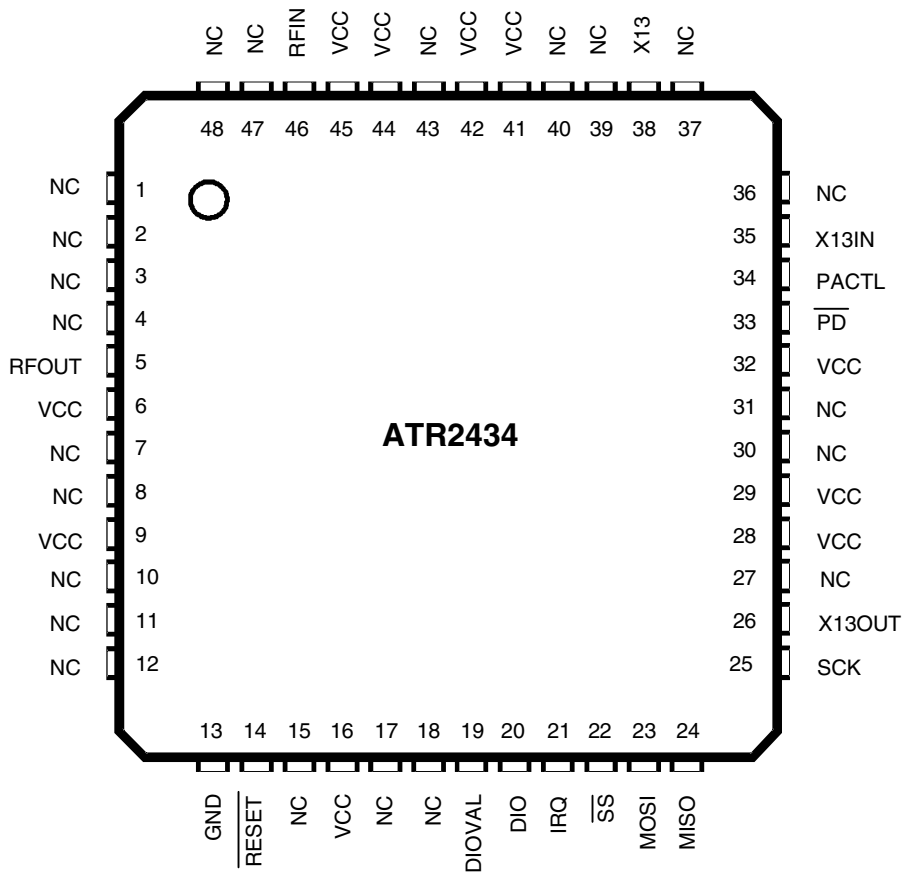 NC NC RFIN VCC VCC NC VCC VCC NC NC X13 NC
48 47 46 45 44 43 42 41 40 39 38 37
NC 1 36 NC
NC 2 35 X13IN
NC 3 34 PACTL
NC 4 33 PD
RFOUT 5 32 VCC
VCC 6 31 NC
ATR2434
NC 7 30 NC
NC 8 29 VCC
VCC 9 28 VCC
NC 10 27 NC
NC 11 26 X13OUT
NC 12 25 SCK
13 14 15 16 17 18 19 20 21 22 23 24
GND RESET NC VCC NC NC DIOVAL DIO IRQ SS MOSI MISO